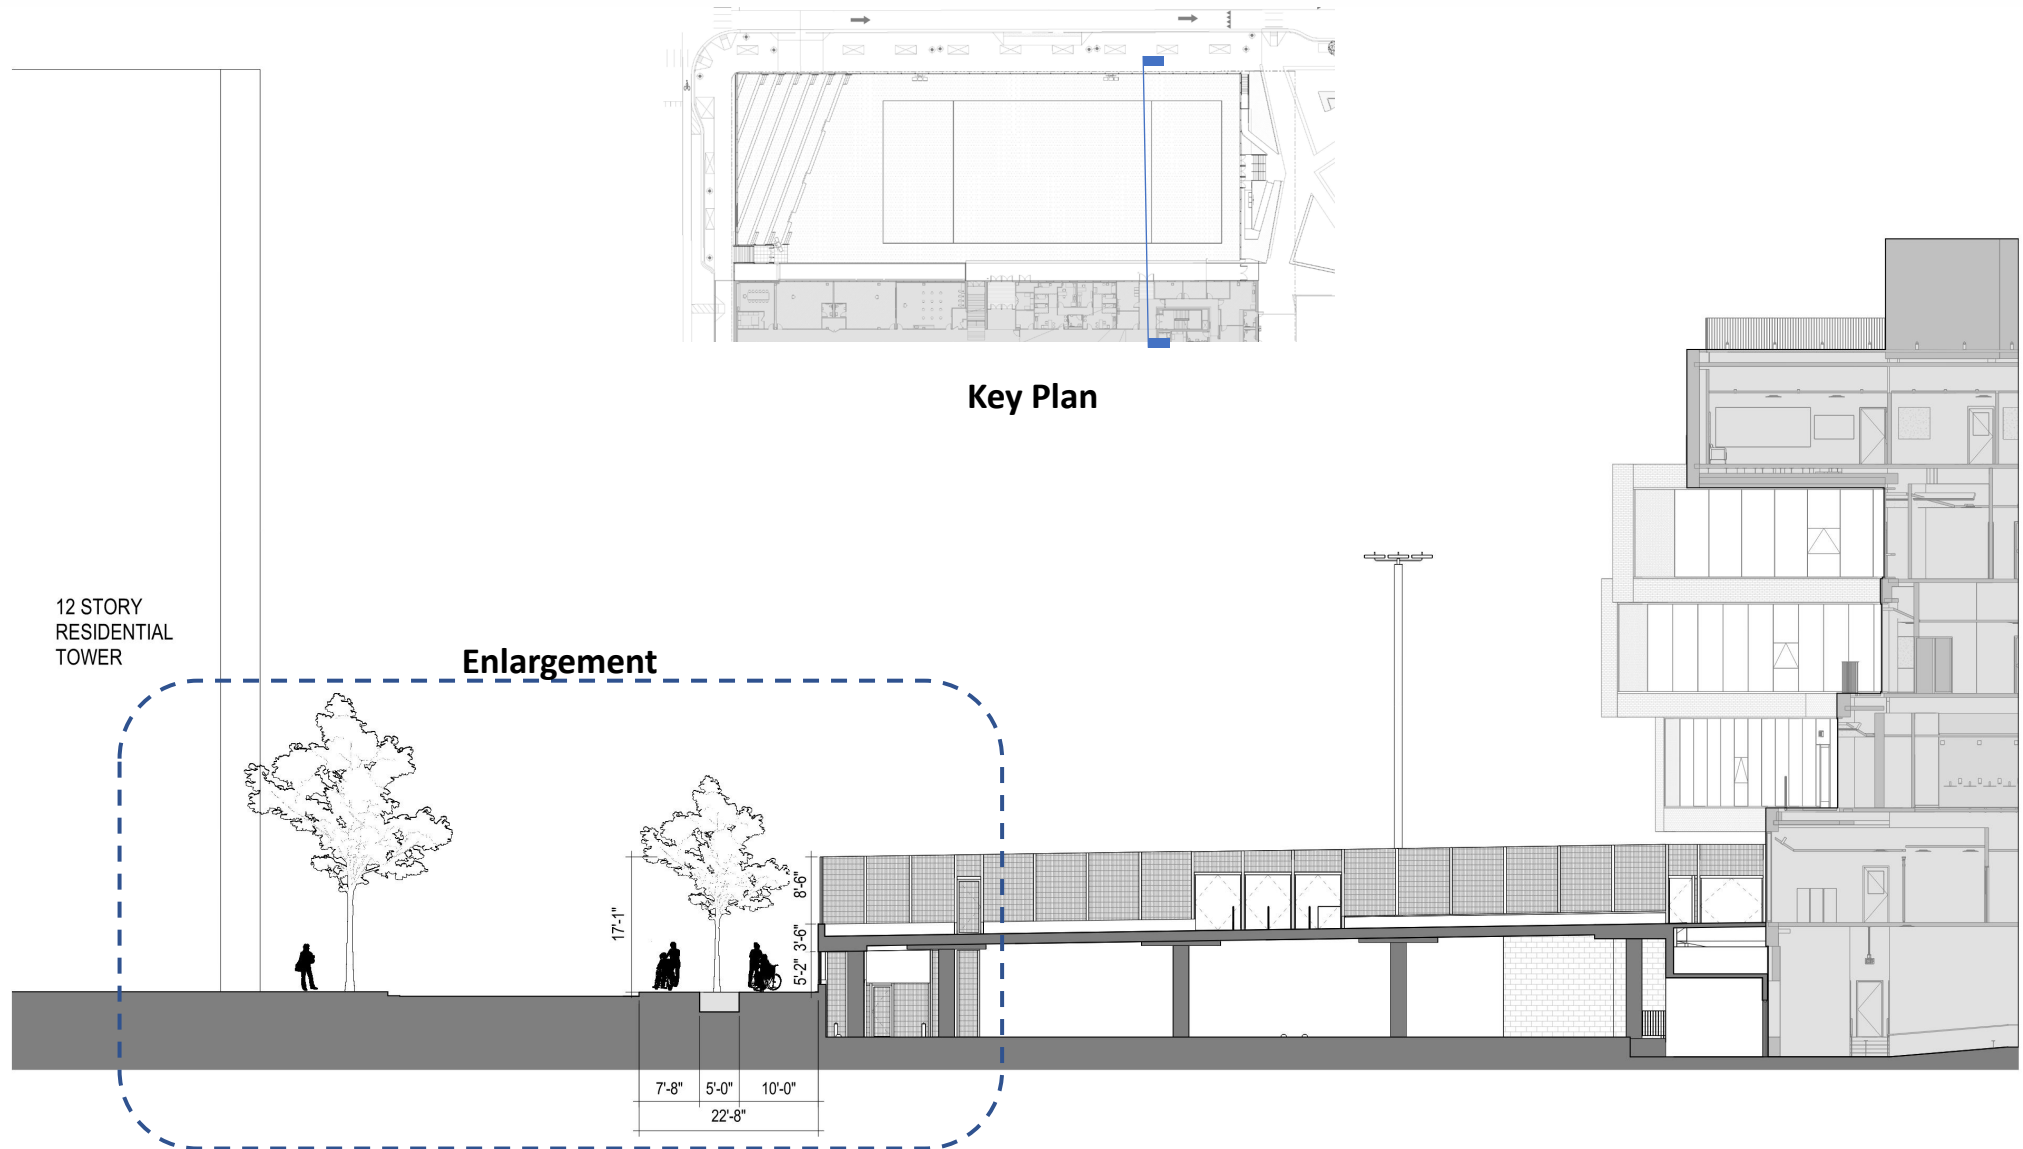 Key Plan
12 STORY
RESIDENTIAL
TOWER
Enlargement
17'-1"
8'-6"
3'-6"
5'-2"
7'-8"
5'-0"
10'-0"
22'-8"